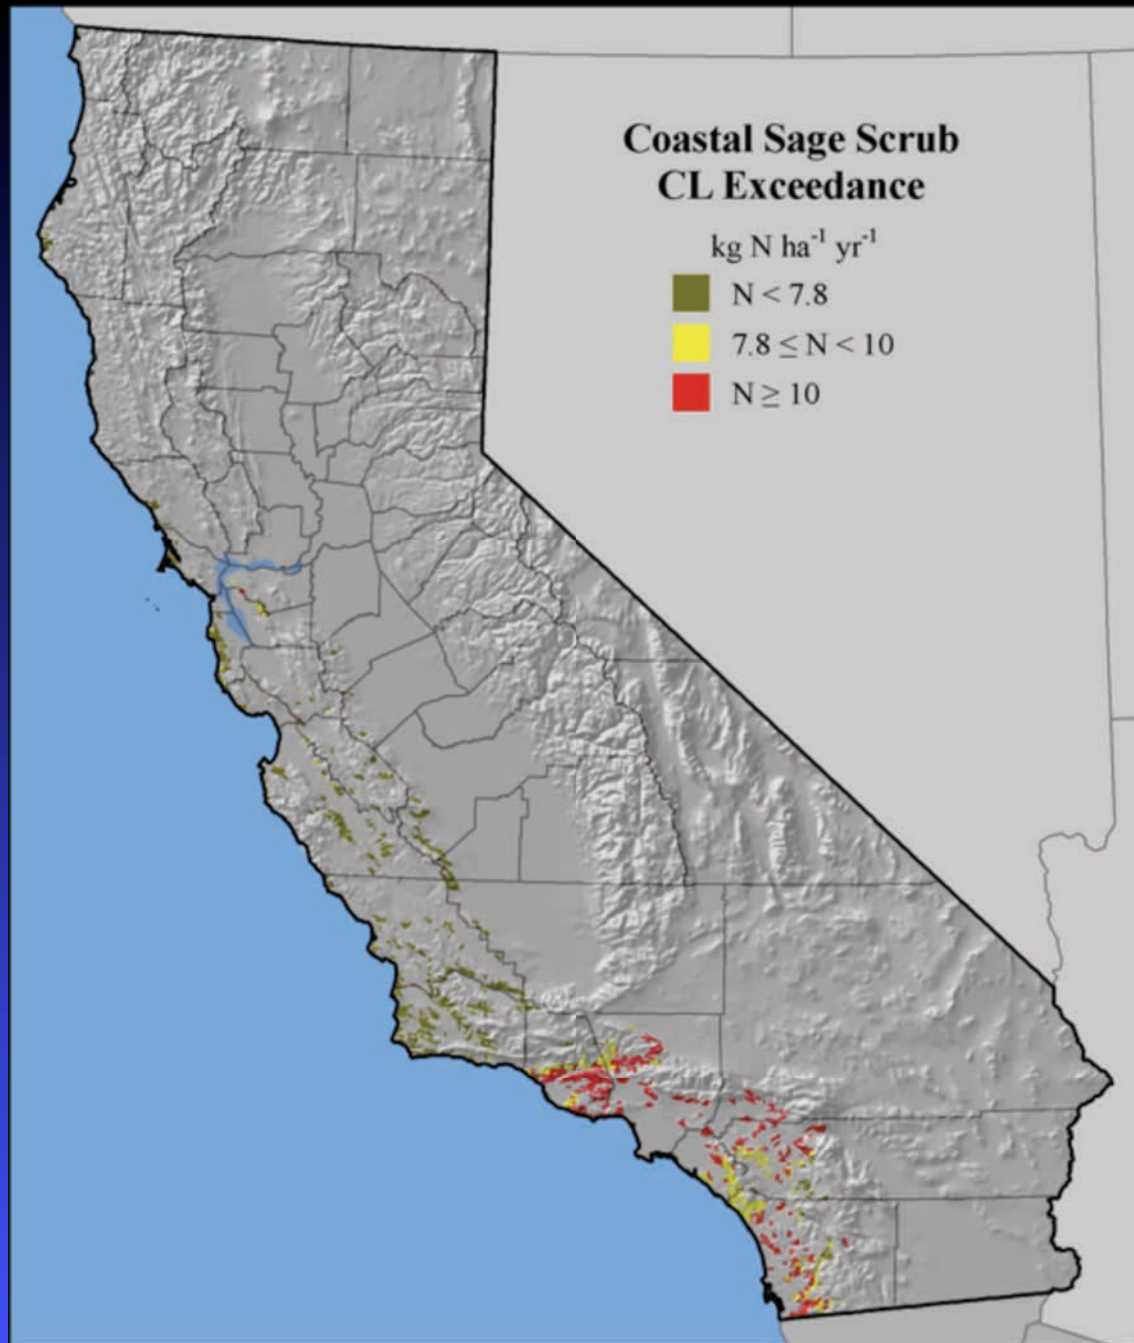 Coastal Sage Scrub
CL Exceedance
kg N ha⁻¹ yr⁻¹
N < 7.8
7.8 ≤ N < 10
N ≥ 10